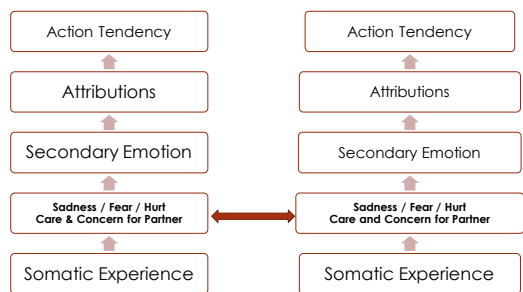 Action Tendency
Attributions
Secondary Emotion
Sadness / Fear / Hurt
Care & Concern for Partner
Somatic Experience
Action Tendency
Attributions
Secondary Emotion
Sadness / Fear / Hurt
Care and Concern for Partner
Somatic Experience